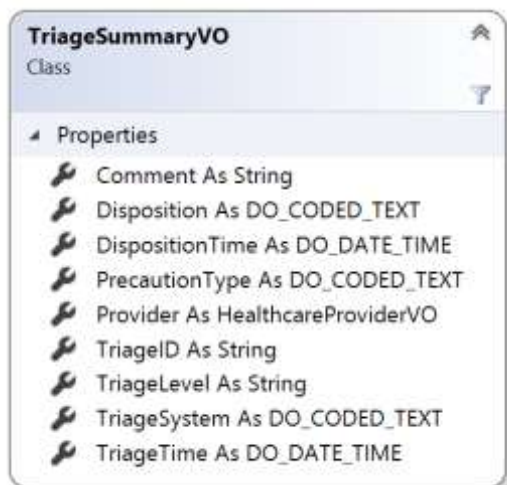 TriageSummaryVO
Class
Properties
Comment As String
Disposition As DO_CODED_TEXT
DispositionTime As DO_DATE_TIME
PrecautionType As DO_CODED_TEXT
Provider As HealthcareProviderVO
TriageID As String
TriageLevel As String
TriageSystem As DO_CODED_TEXT
TriageTime As DO_DATE_TIME